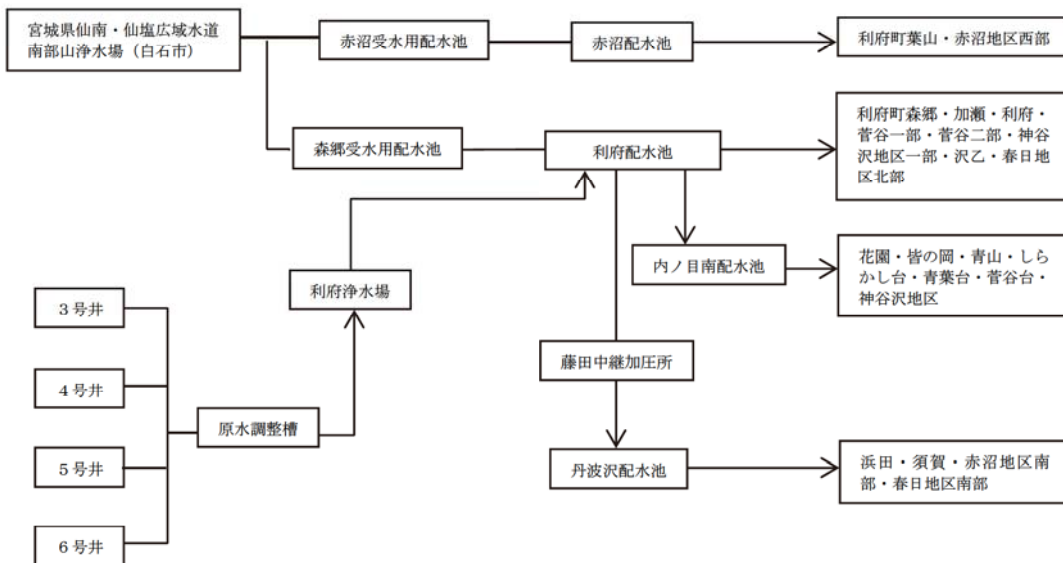 宮城県仙南・仙塩広域水道
南部山浄水場（白石市）
赤沼受水用配水池
赤沼配水池
利府町葉山・赤沼地区西部
森郷受水用配水池
利府配水池
利府町森郷・加瀬・利府・
菅谷一部・菅谷二部・神谷
沢地区一部・沢乙・春日地
区北部
内ノ目南配水池
花園・皆の岡・青山・しら
かし台・青葉台・菅谷台・
神谷沢地区
利府浄水場
3号井
4号井
5号井
6号井
原水調整槽
藤田中継加圧所
丹波沢配水池
浜田・須賀・赤沼地区南
部・春日地区南部